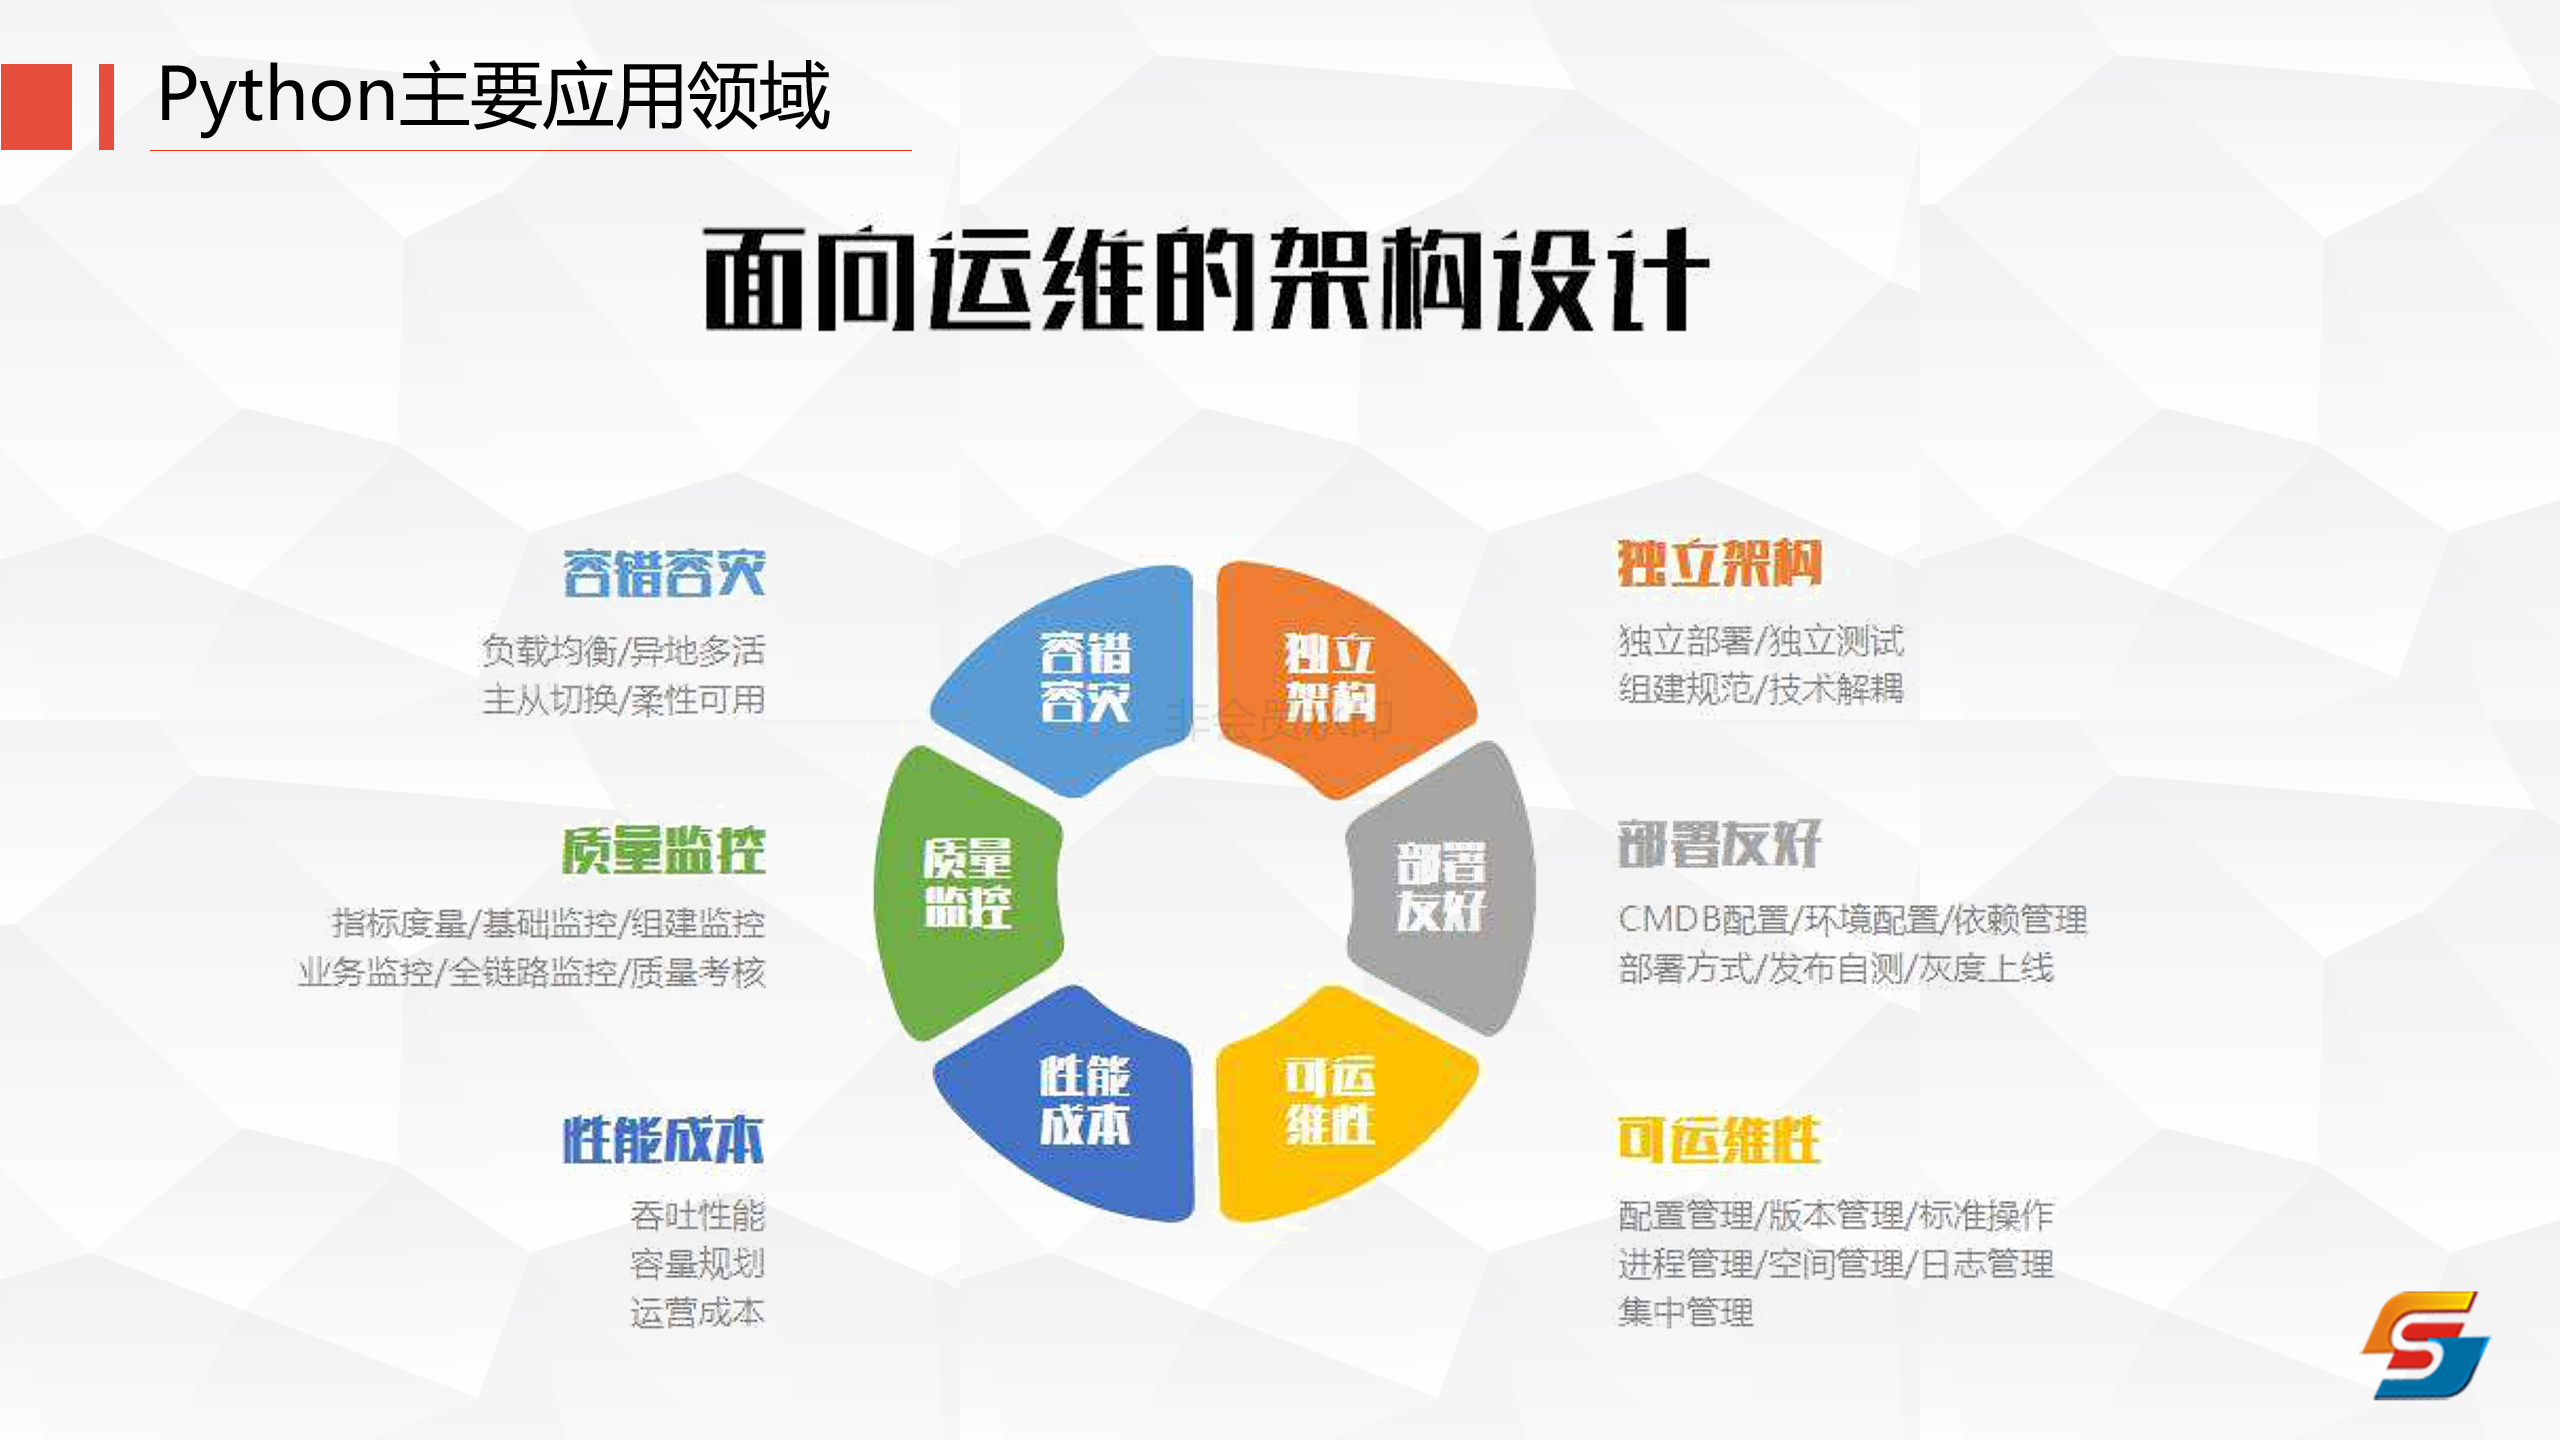 Python主要应用领域
面向运维的架构设计
容错容灾
负载均衡/异地多活
主从切换/柔性可用
质量监控
指标度量/基础监控/组建监控
业务监控/全链路监控/质量考核
性能成本
吞吐性能
容量规划
运营成本
容错
容灾
独立
架构
质量
监控
部署
友好
性能
成本
可运
维性
非会员水印
独立架构
独立部署/独立测试
组建规范/技术解耦
部署友好
CMDB配置/环境配置/依赖管理
部署方式/发布自测/灰度上线
可运维性
配置管理/版本管理/标准操作
进程管理/空间管理/日志管理
集中管理